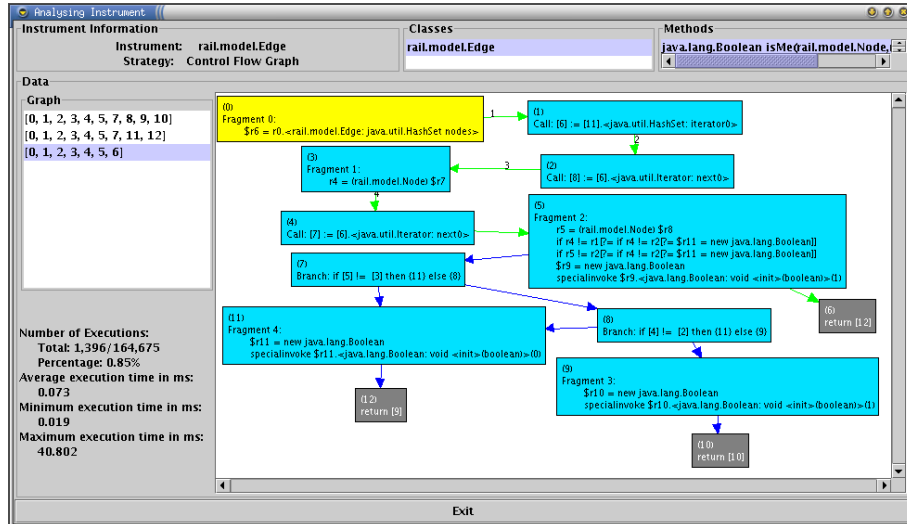 Analysing Instrument
Instrument Information
Instrument: rail.model.Edge
Strategy: Control Flow Graph
Classes
rail.model.Edge
Methods
java.lang.Boolean isMe(rail.model.Node,
Data
Graph
[0, 1, 2, 3, 4, 5, 7, 8, 9, 10]
[0, 1, 2, 3, 4, 5, 7, 11, 12]
[0, 1, 2, 3, 4, 5, 6]
Number of Executions:
Total: 1,396/164,675
Percentage: 0.85%
Average execution time in ms:
0.073
Minimum execution time in ms:
0.019
Maximum execution time in ms:
40.802
(0)
Fragment 0:
$r6 = r0.<rail.model.Edge: java.util.HashSet nodes>
1
(1)
Call: [6] := [11].<java.util.HashSet: iterator0>
2
(2)
Call: [8] := [6].<java.util.Iterator: next0>
3
(3)
Fragment 1:
r4 = (rail.model.Node) $r7
4
(4)
Call: [7] := [6].<java.util.Iterator: next0>
(5)
Fragment 2:
r5 = (rail.model.Node) $r8
if r4 != r1[?= if r4 != r2[?= $r11 = new java.lang.Boolean]]
if r5 != r2[?= if r4 != r2[?= $r11 = new java.lang.Boolean]]
$r9 = new java.lang.Boolean
specialinvoke $r9.<java.lang.Boolean: void <init>(boolean)>(1)
(6)
return [12]
(7)
Branch: if [5] != [3] then (11) else (8)
(8)
Branch: if [4] != [2] then (11) else (9)
(11)
Fragment 4:
$r11 = new java.lang.Boolean
specialinvoke $r11.<java.lang.Boolean: void <init>(boolean)>(0)
(9)
Fragment 3:
$r10 = new java.lang.Boolean
specialinvoke $r10.<java.lang.Boolean: void <init>(boolean)>(1)
(12)
return [9]
(10)
return [10]
Exit